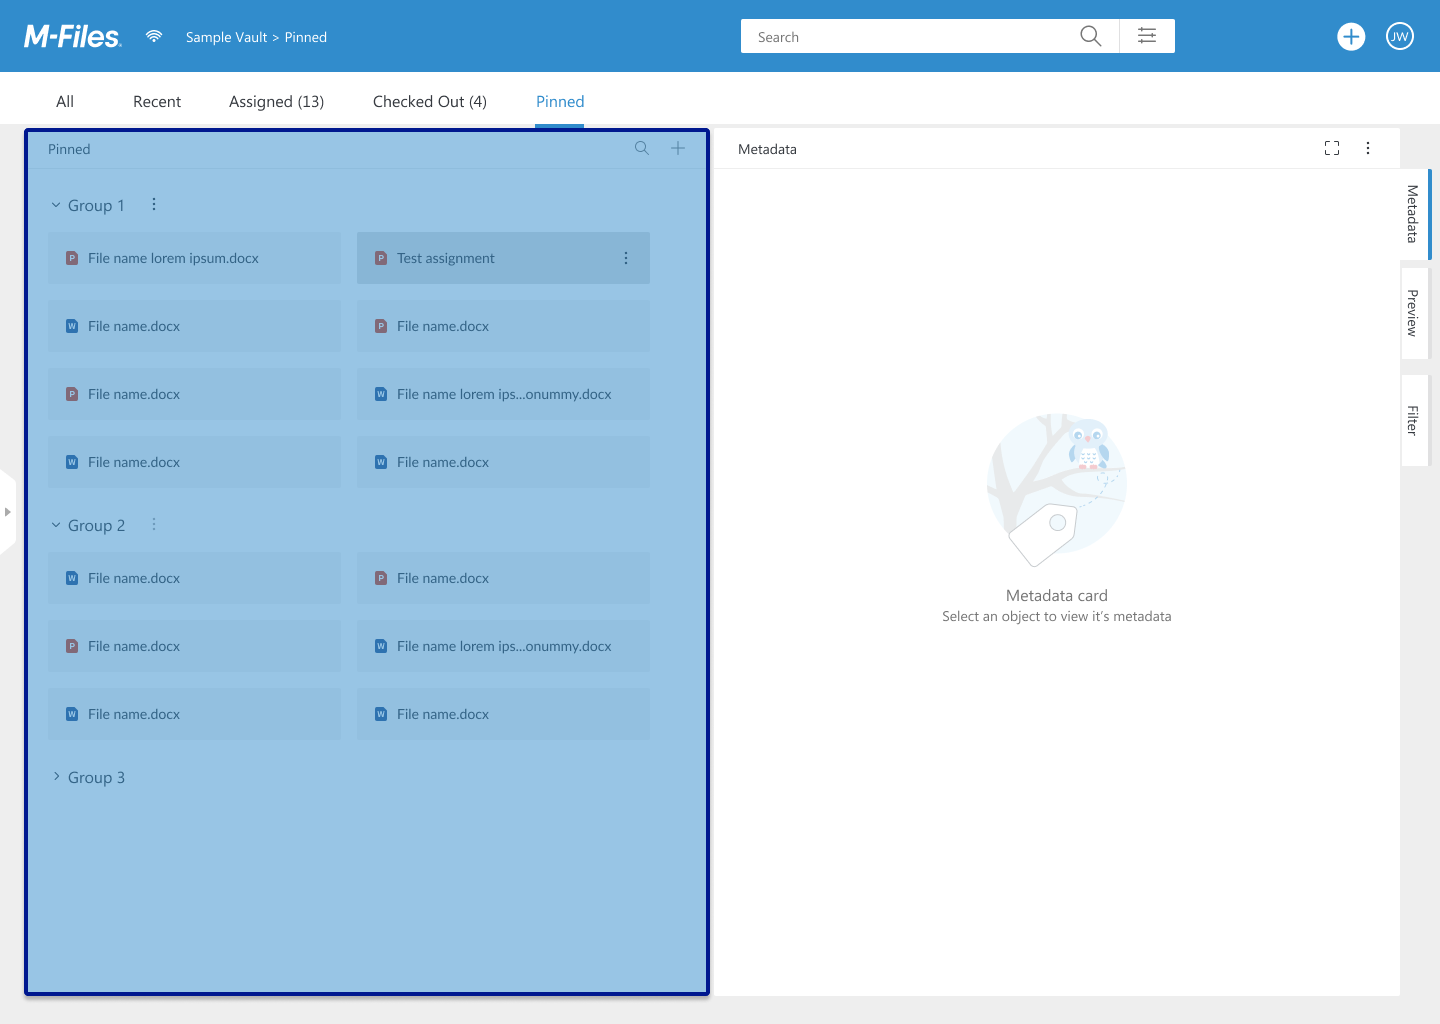 M-Files
Sample Vault > Pinned
Search
JW
All
Recent
Assigned (13)
Checked Out (4)
Pinned
Pinned
Group 1
P File name lorem ipsum.docx
P Test assignment
W File name.docx
P File name.docx
P File name.docx
W File name lorem ips...onummy.docx
W File name.docx
W File name.docx
Group 2
W File name.docx
P File name.docx
P File name.docx
W File name lorem ips...onummy.docx
W File name.docx
W File name.docx
Group 3
Metadata
Metadata card
Select an object to view it’s metadata
Metadata
Preview
Filter